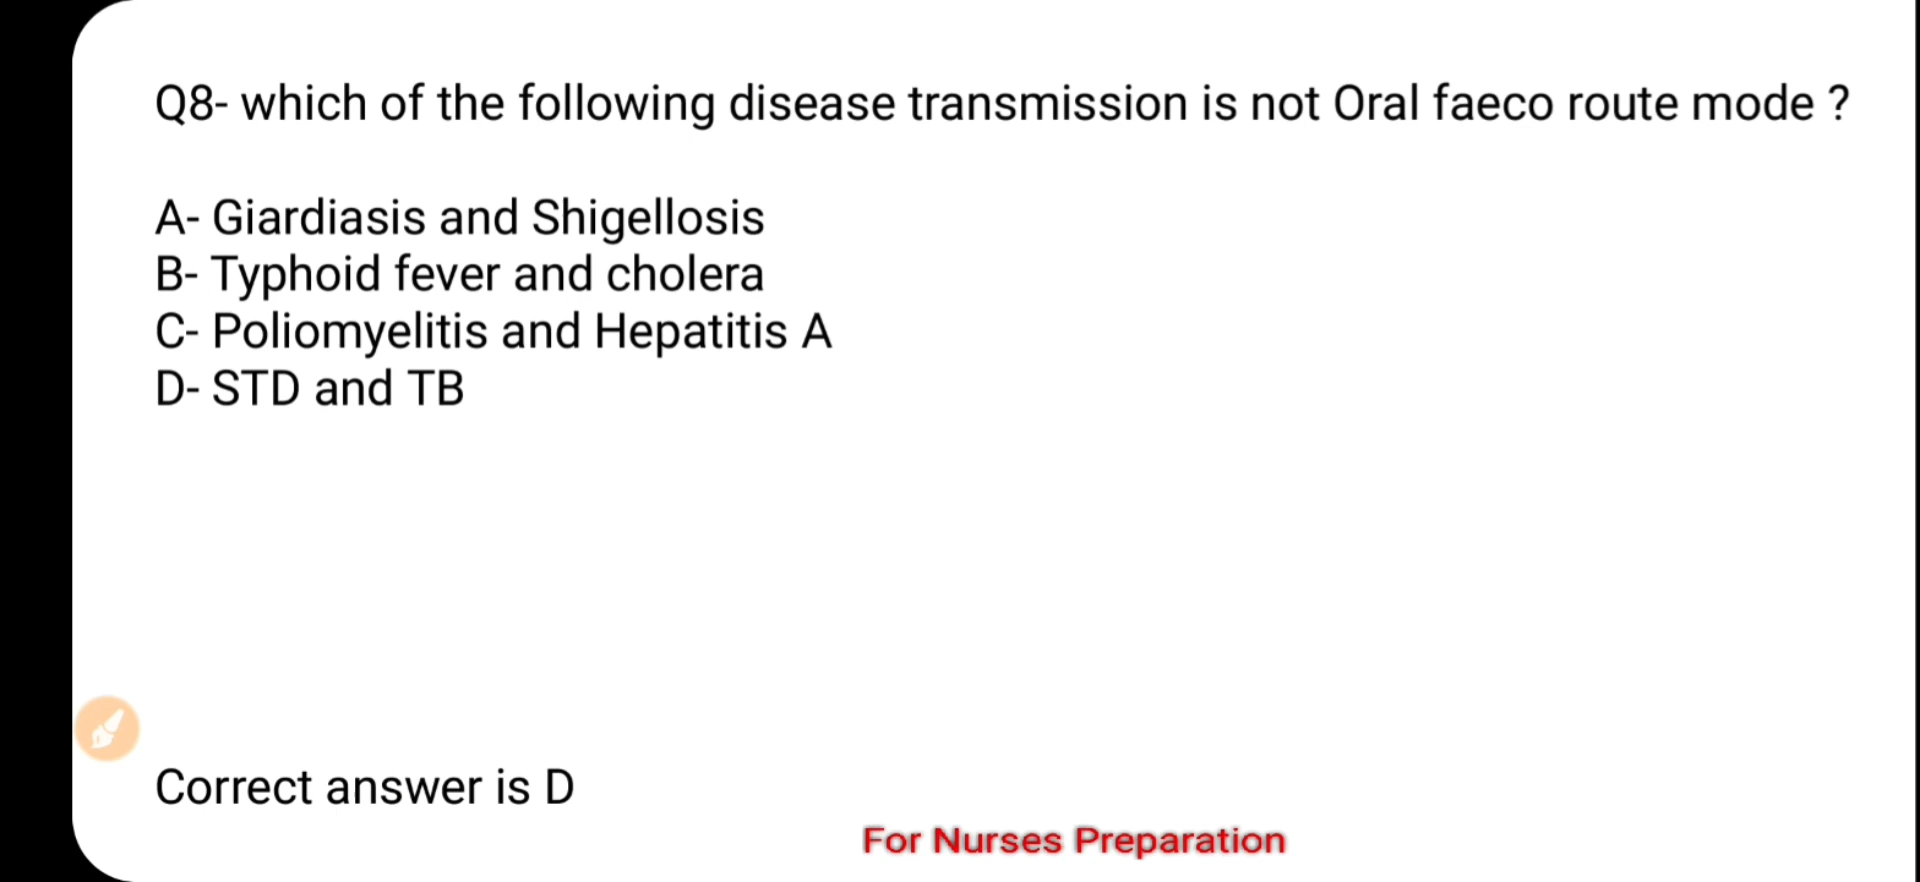 Q8- which of the following disease transmission is not Oral faeco route mode ?
A- Giardiasis and Shigellosis
B- Typhoid fever and cholera
C- Poliomyelitis and Hepatitis A
D- STD and TB
Correct answer is D
For Nurses Preparation